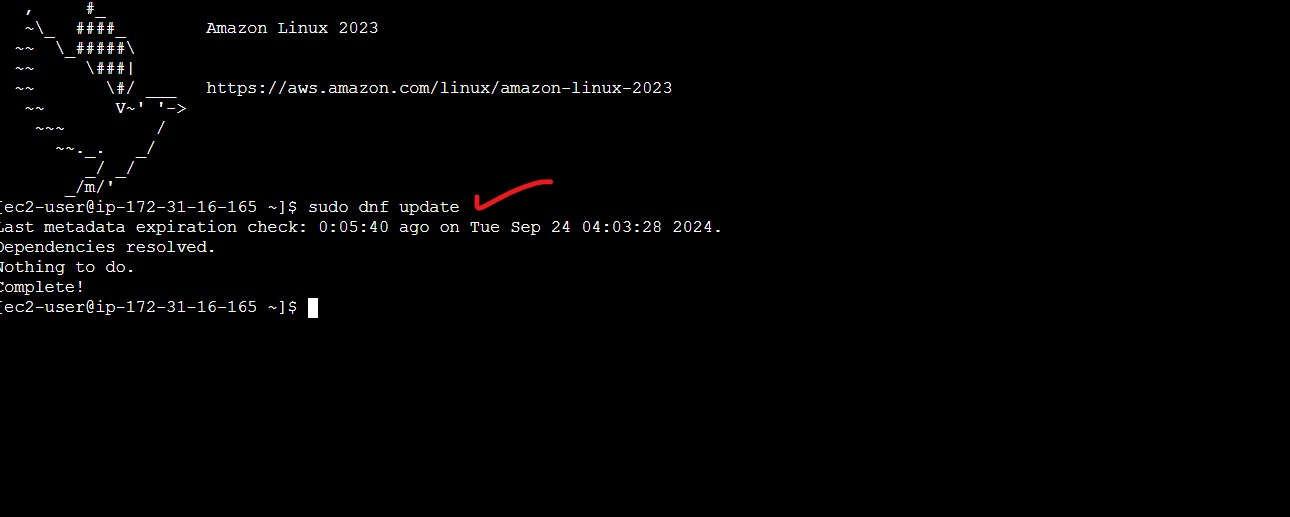 ,     #_
   ~\_  ####_        Amazon Linux 2023
  ~~  \_#####\
  ~~     \###|
  ~~       \#/ ___   https://aws.amazon.com/linux/amazon-linux-2023
   ~~       V~' '->
    ~~~         /
      ~~._.   _/
         _/ _/
       _/m/'
[ec2-user@ip-172-31-16-165 ~]$ sudo dnf update
Last metadata expiration check: 0:05:40 ago on Tue Sep 24 04:03:28 2024.
Dependencies resolved.
Nothing to do.
Complete!
[ec2-user@ip-172-31-16-165 ~]$